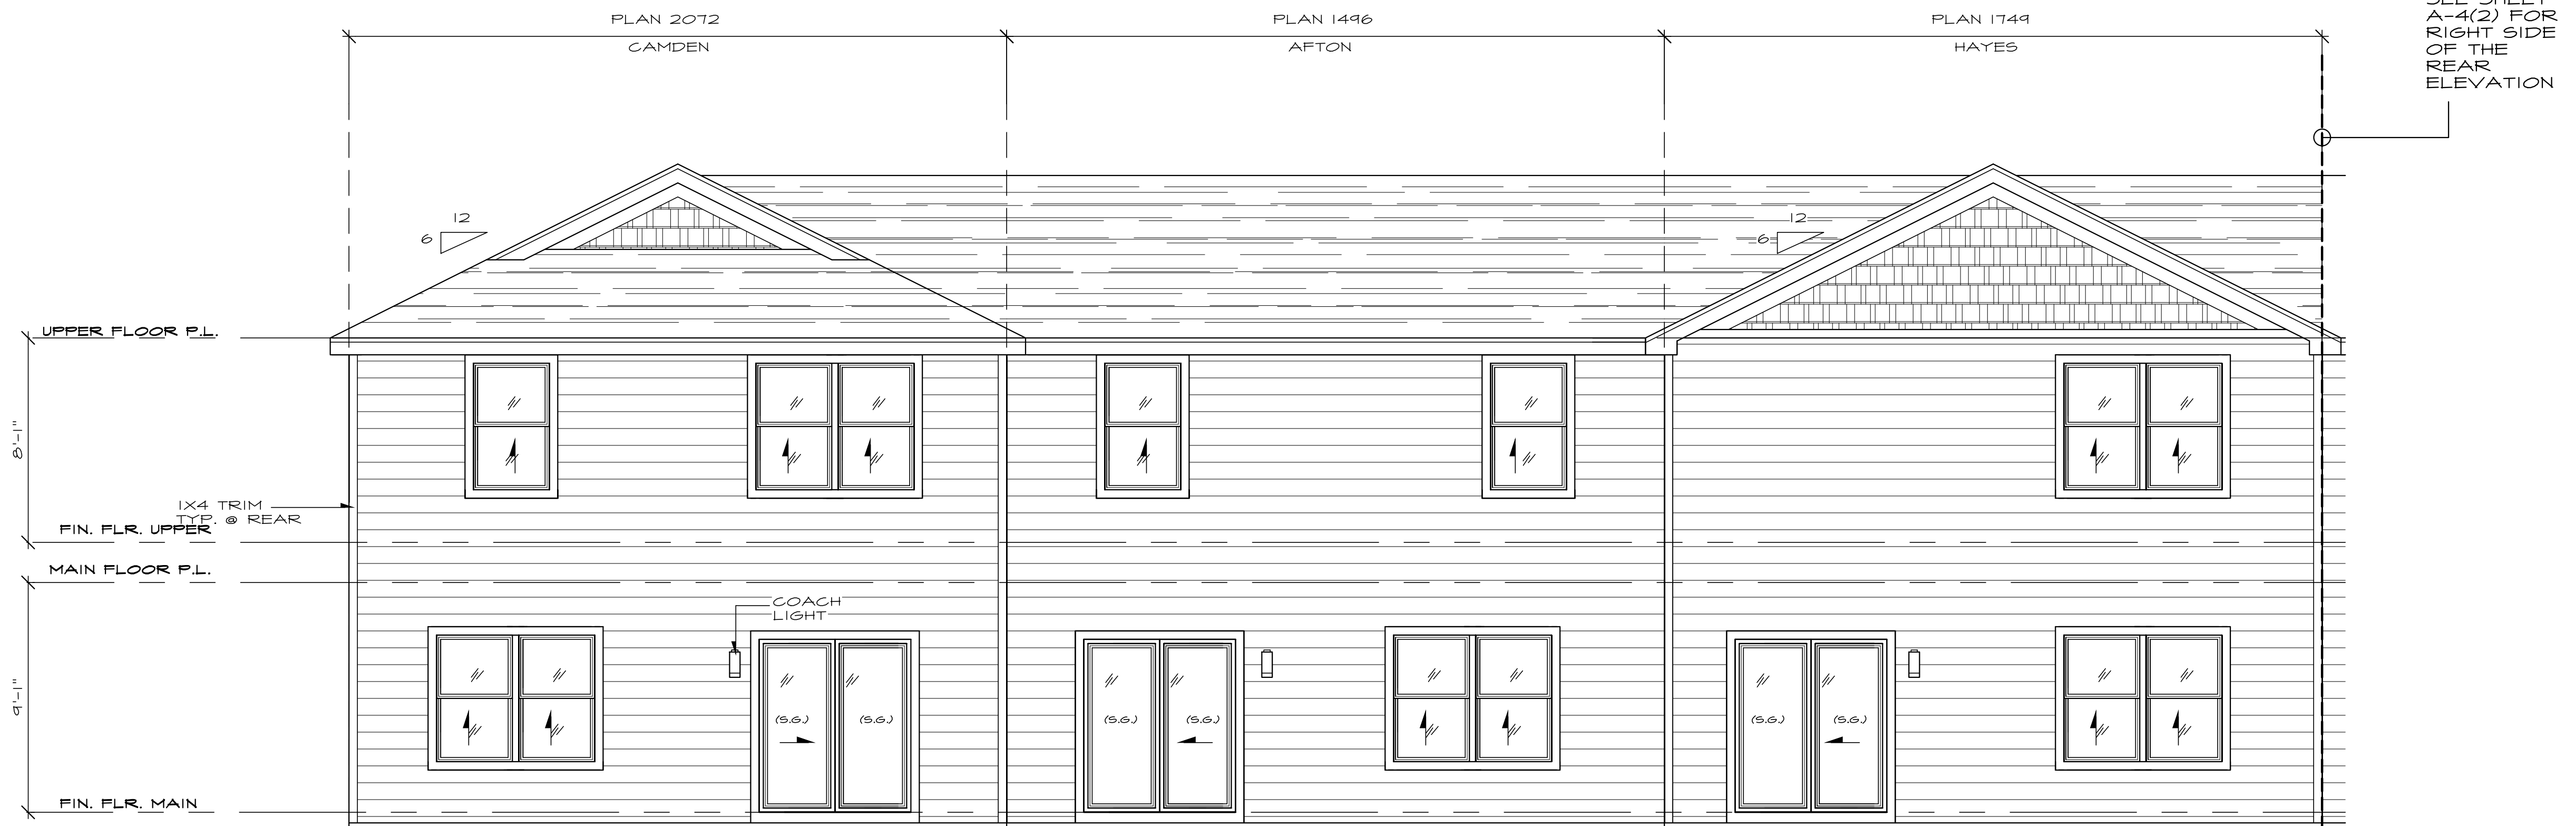 PLAN 2072
CAMDEN
PLAN 1496
AFTON
PLAN 1749
HAYES
SEE SHEET
A-4(2) FOR
RIGHT SIDE
OF THE
REAR
ELEVATION
12
6
12
6
UPPER FLOOR P.L.
8'-1"
1X4 TRIM
TYP. @ REAR
FIN. FLR. UPPER
MAIN FLOOR P.L.
COACH
LIGHT
9'-1"
(S.G.)
(S.G.)
(S.G.)
(S.G.)
(S.G.)
(S.G.)
FIN. FLR. MAIN